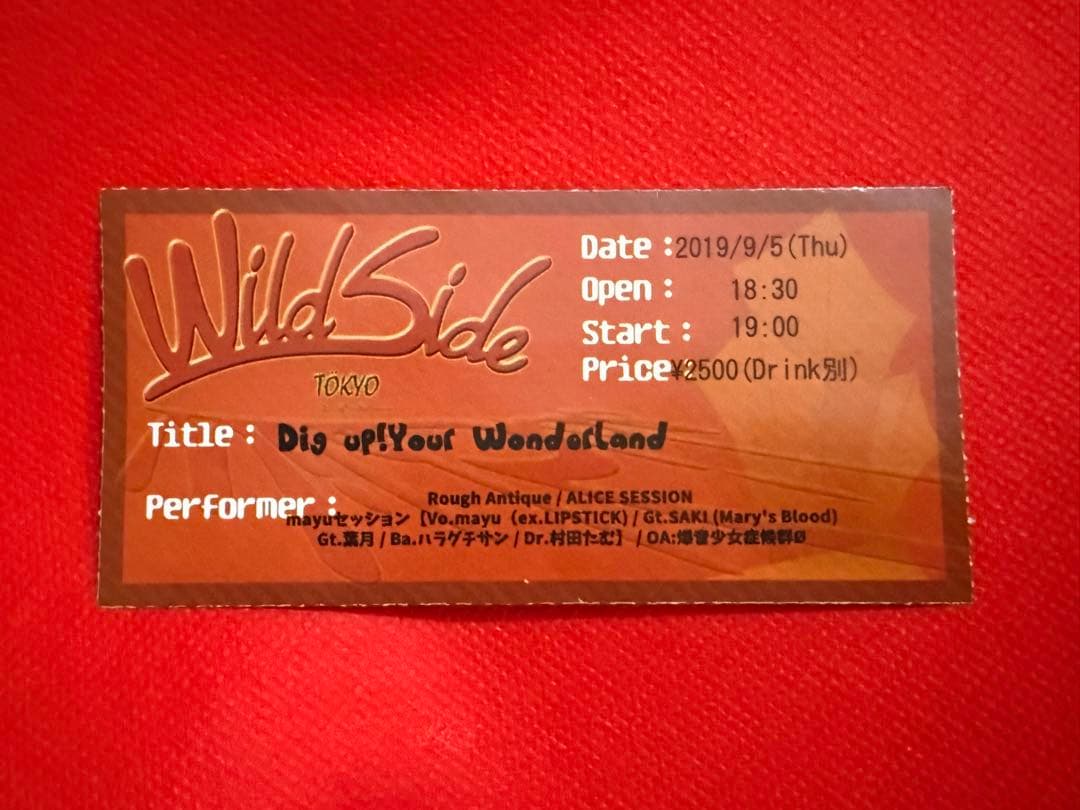 Wild Side
TOKYO
Date：2019/9/5(Thu)
Open： 18:30
Start： 19:00
Price：¥2500(Drink別)
Title： Dig up!Your WonderLand
Performer：
Rough Antique / ALICE SESSION
mayuセッション【Vo.mayu（ex.LIPSTICK) / Gt.SAKI (Mary's Blood)
Gt.葉月 / Ba.ハラグチサン / Dr.村田たむ】 / OA:爆音少女症候群Ø